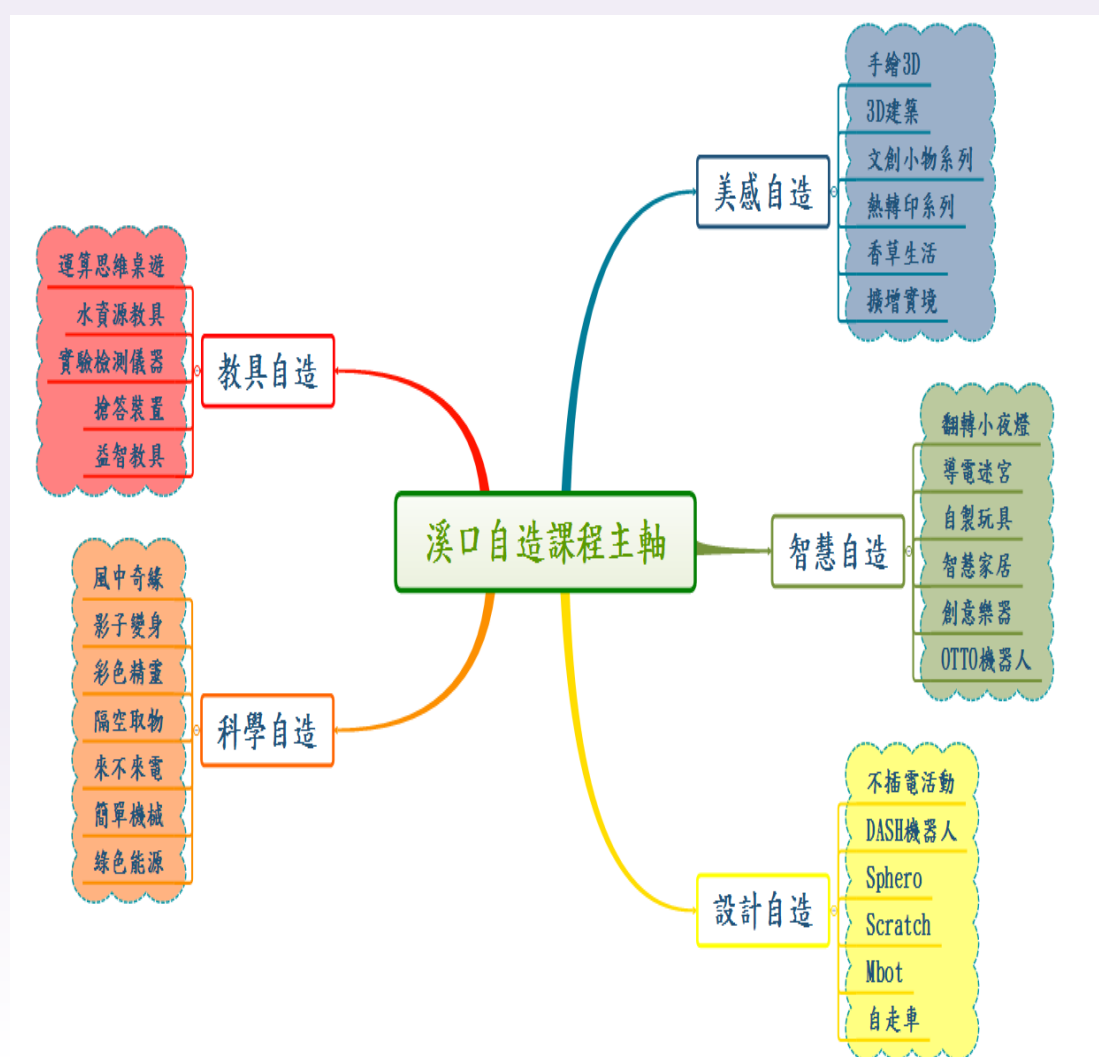 溪口自造課程主軸
美感自造
手繪3D
3D建築
文創小物系列
熱轉印系列
香草生活
擴增實境
智慧自造
翻轉小夜燈
導電迷宮
自製玩具
智慧家居
創意樂器
OTTO機器人
設計自造
不插電活動
DASH機器人
Sphero
Scratch
Mbot
自走車
教具自造
運算思維桌遊
水資源教具
實驗檢測儀器
搶答裝置
益智教具
科學自造
風中奇緣
影子變身
彩色精靈
隔空取物
來不來電
簡單機械
綠色能源